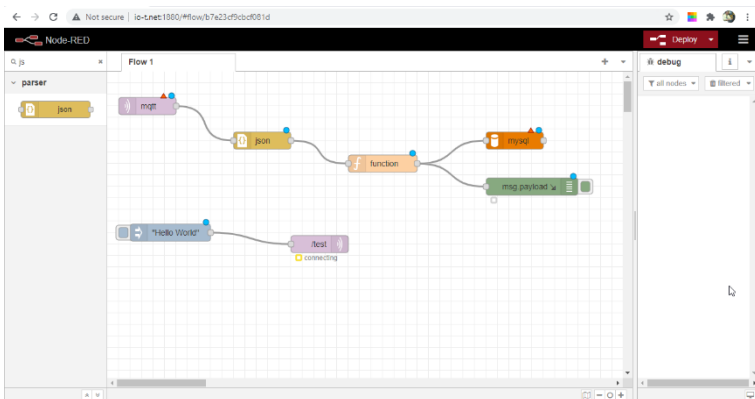 Not secure | io-t.net:1880/#flow/b7e23cf9cbcf081d
Node-RED
Deploy
js
Flow 1
debug
i
all nodes
filtered
parser
json
mqtt
json
function
mysql
msg.payload
"Hello World"
/test
connecting